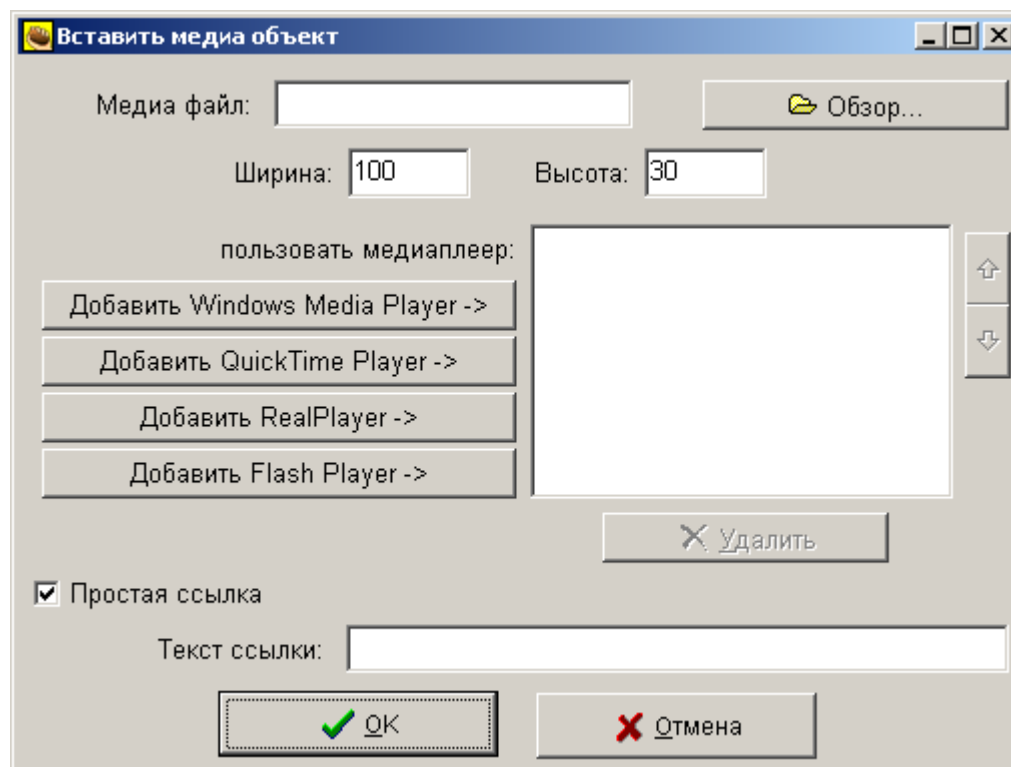 Вставить медиа объект
Медиа файл: Обзор...
Ширина: 100 Высота: 30
пользовать медиаплеер:
Добавить Windows Media Player ->
Добавить QuickTime Player ->
Добавить RealPlayer ->
Добавить Flash Player ->
Удалить
Простая ссылка
Текст ссылки:
OK Отмена